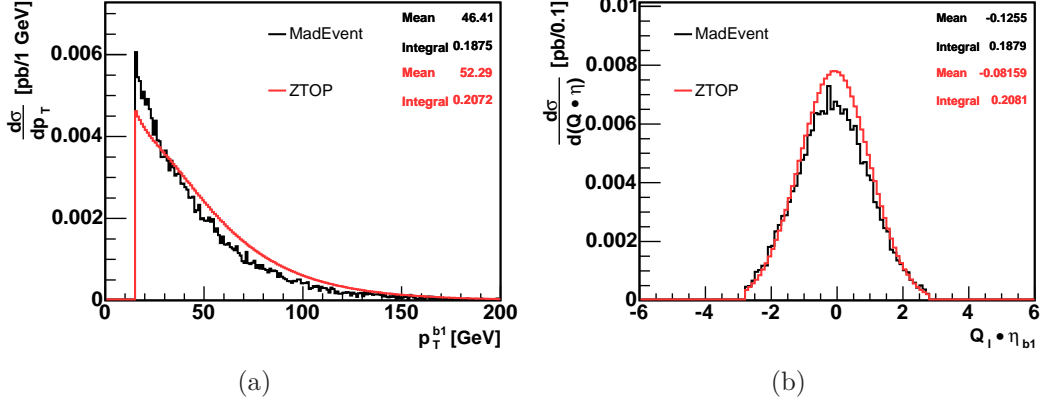 dσ/dp_T [pb/1 GeV]
0.006
0.004
0.002
0
MadEvent
ZTOP
Mean 46.41
Integral 0.1875
Mean 52.29
Integral 0.2072
0 50 100 150 200
p_T^b1 [GeV]
(a)
dσ/d(Q • η) [pb/0.1]
0.01
0.008
0.006
0.004
0.002
0
MadEvent
ZTOP
Mean -0.1255
Integral 0.1879
Mean -0.08159
Integral 0.2081
-6 -4 -2 0 2 4 6
Q_l • η_b1
(b)